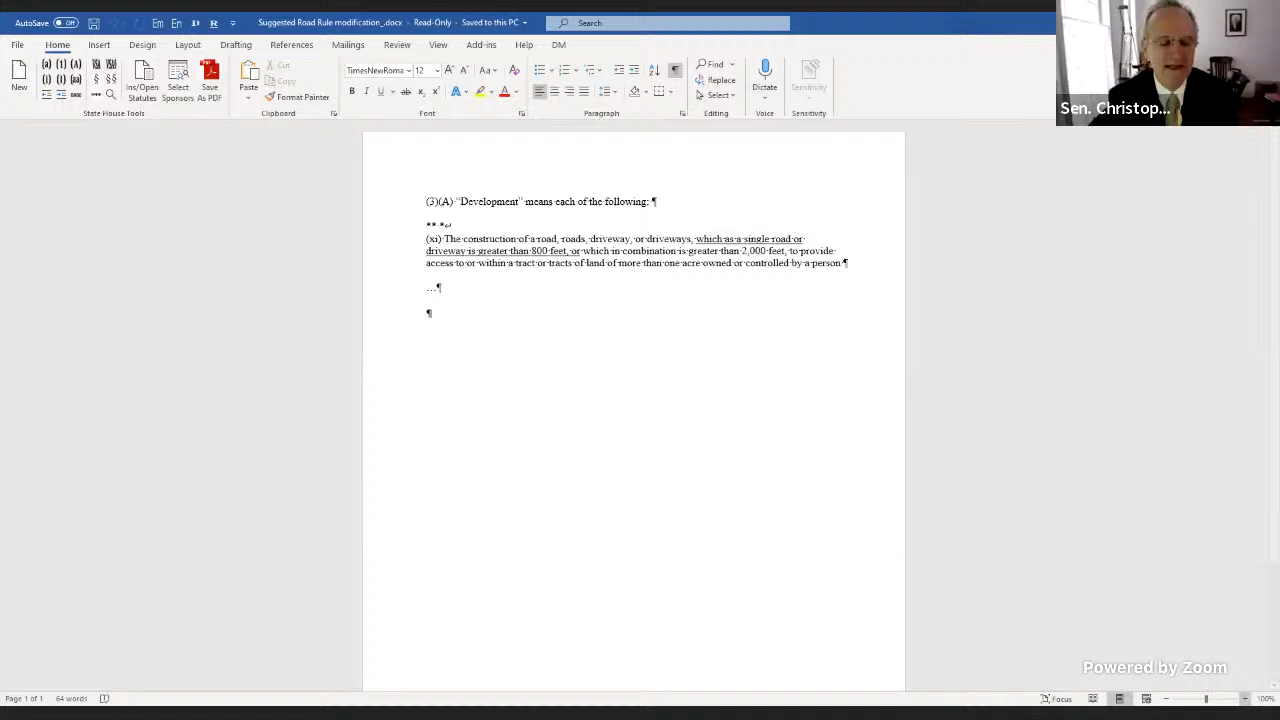 AutoSave Off Suggested Road Rule modification_.docx - Read-Only - Saved to this PC Search
File Home Insert Design Layout Drafting References Mailings Review View Add-ins Help DM
New
Ins/Open Statutes
Select Sponsors
Save As PDF
State House Tools
Paste
Cut
Copy
Format Painter
Clipboard
TimesNewRoma 12
Font
Paragraph
Find
Replace
Select
Editing
Dictate
Voice
Sensitivity
Sensitivity
Sen. Christop...
(3)(A) “Development” means each of the following: ¶
** *
(xi) The construction of a road, roads, driveway, or driveways, which as a single road or
driveway is greater than 800 feet, or which in combination is greater than 2,000 feet, to provide
access to or within a tract or tracts of land of more than one acre owned or controlled by a person ¶
...¶
¶
Powered by Zoom
Page 1 of 1 64 words Focus 100%